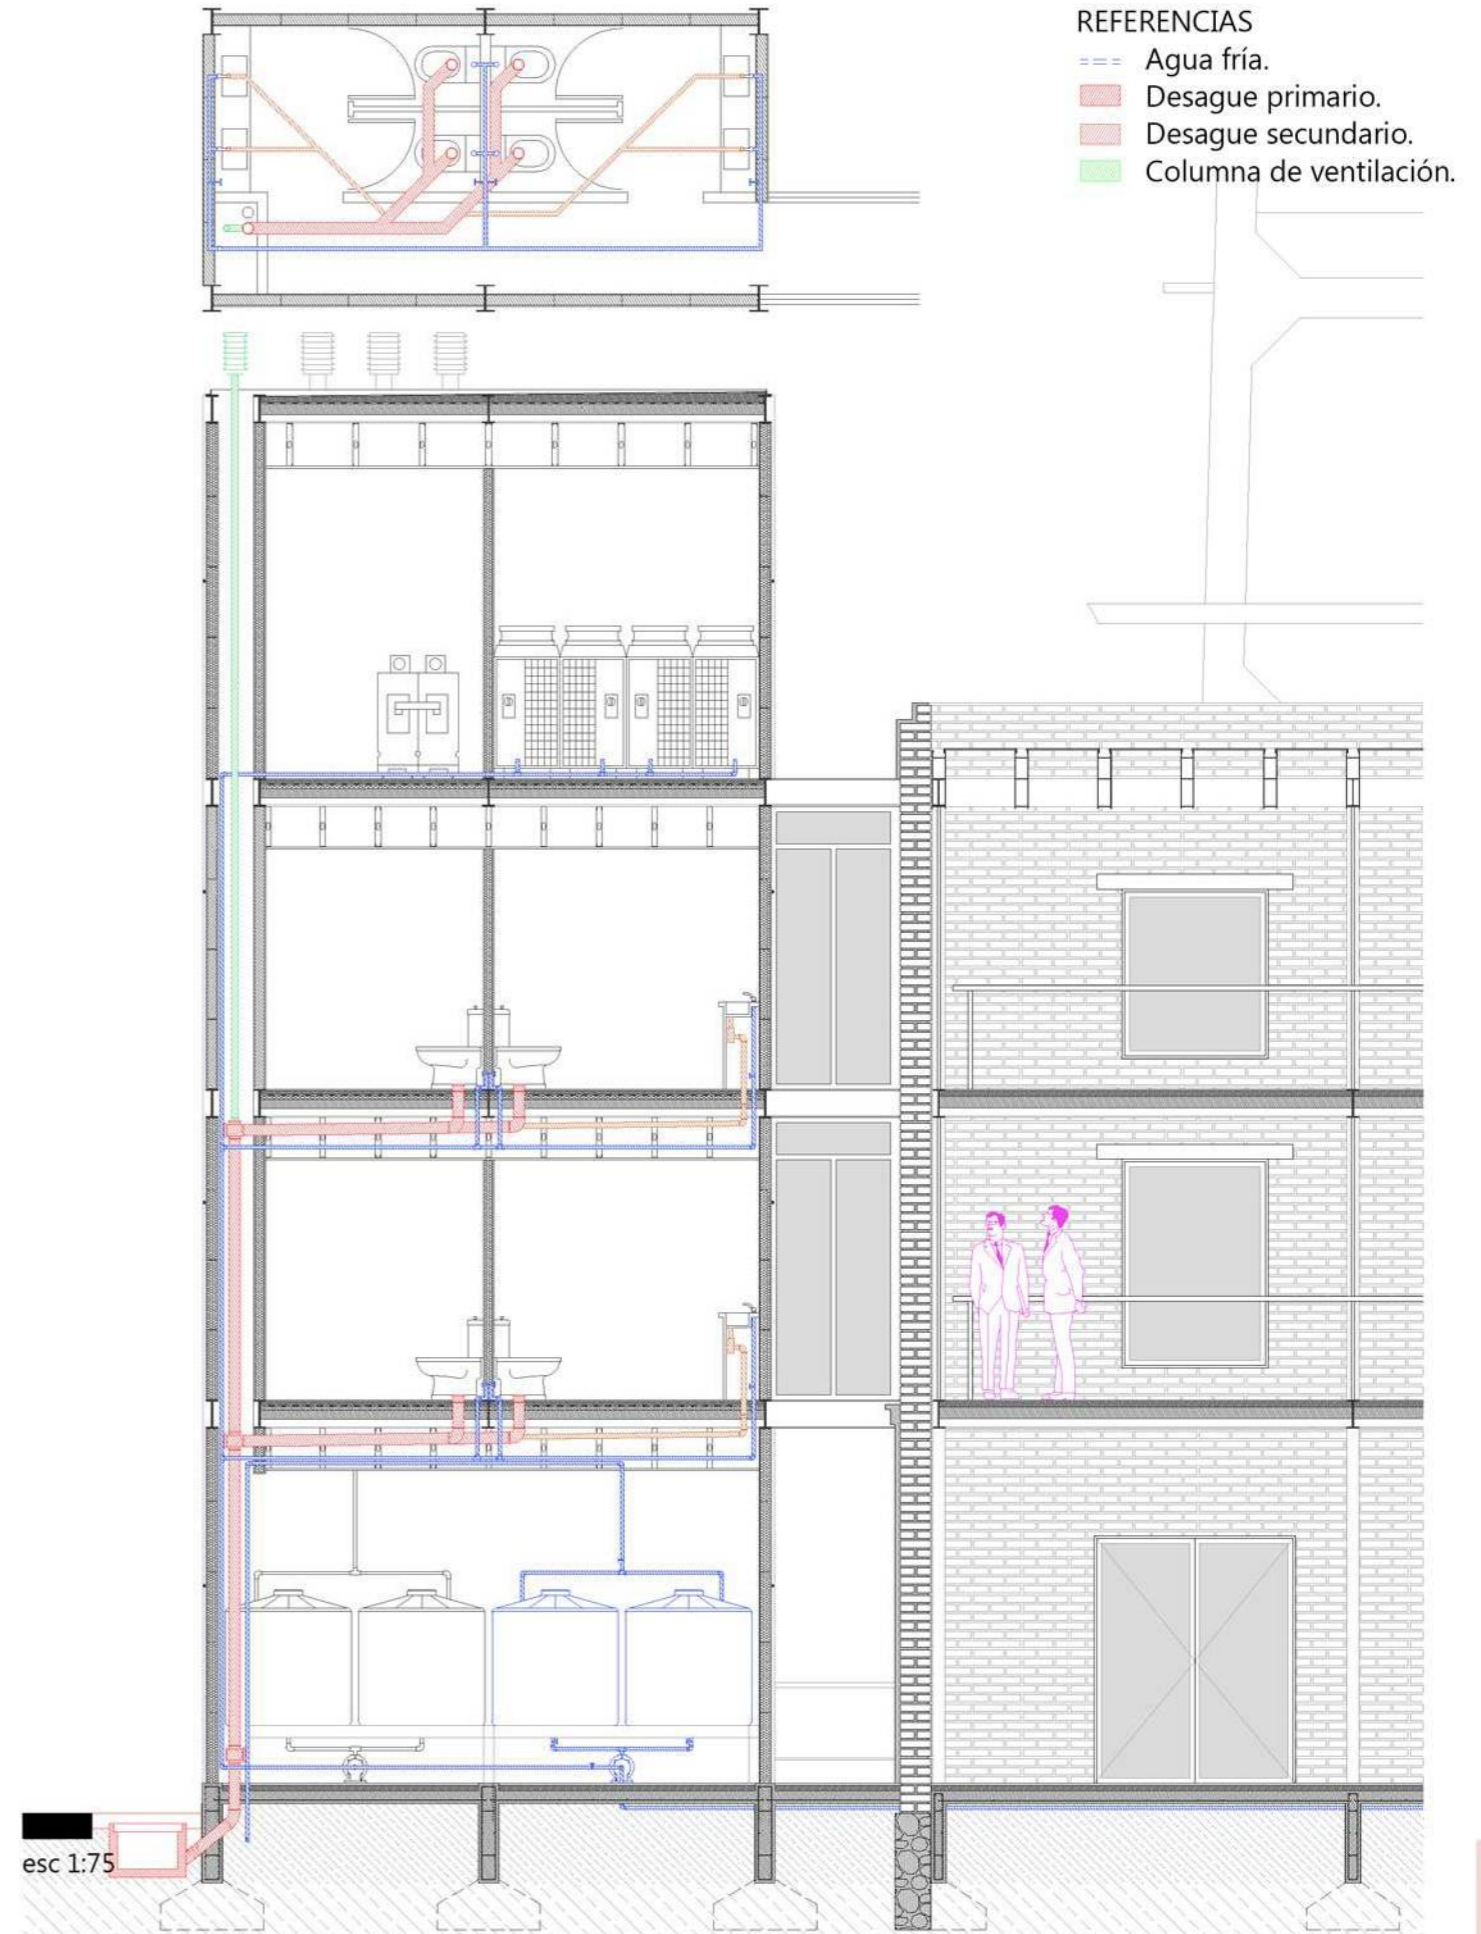 REFERENCIAS
Agua fría.
Desague primario.
Desague secundario.
Columna de ventilación.
esc 1:75